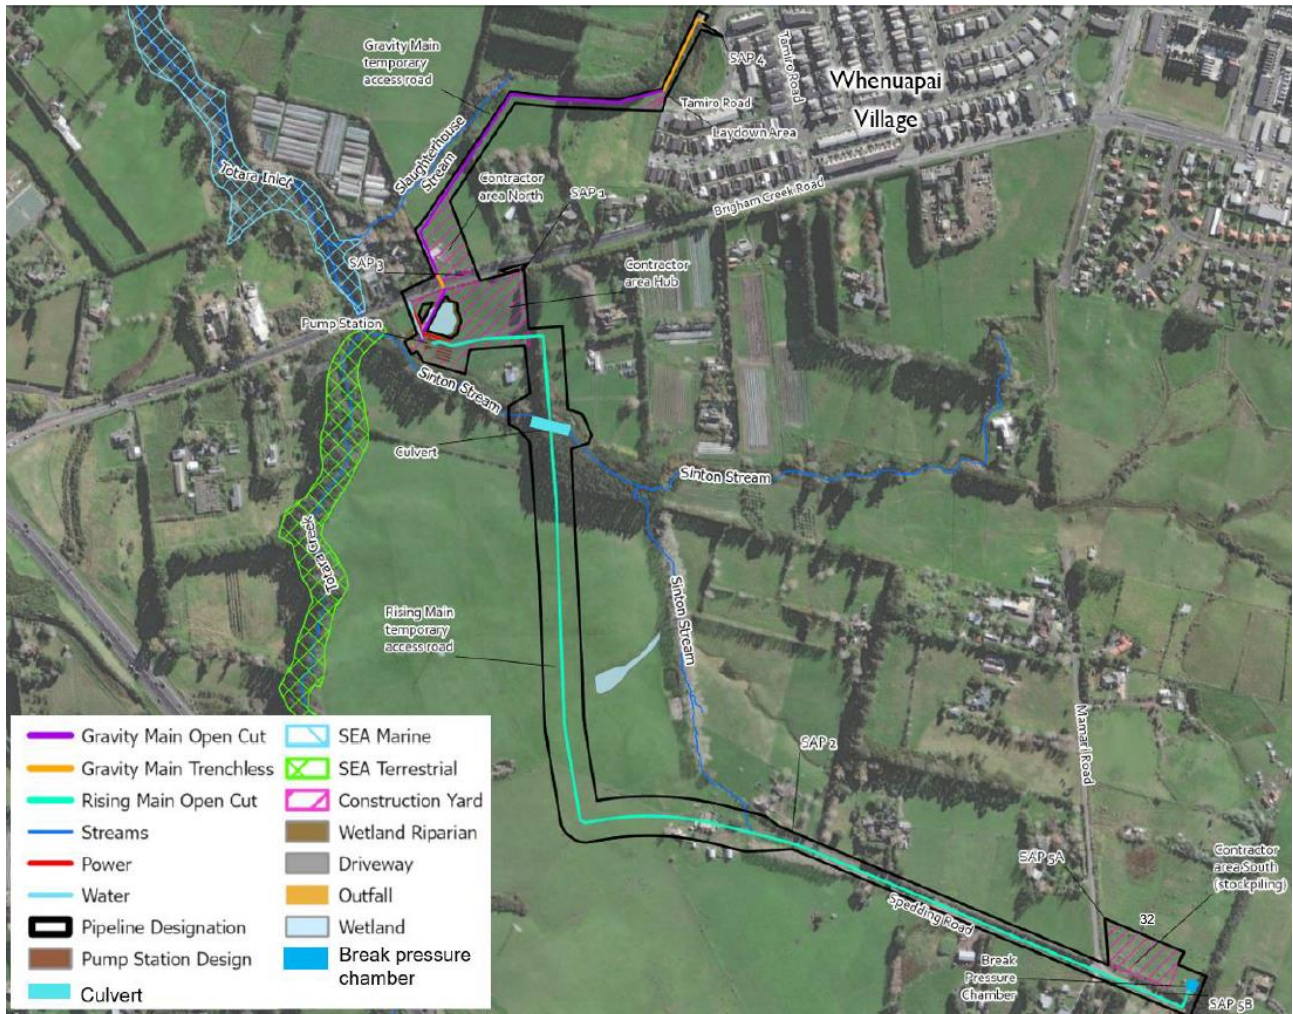 Gravity Main
temporary
access road
SAP 4
Tamiro Road
Whenuapai
Village
Tamiro Road
Laydown Area
Slaughterhouse
Stream
Totara Inlet
Contractor
area North
SAP 1
Brigham Creek Road
SAP 3
Contractor
area Hub
Pump Station
Sinton Stream
Culvert
Sinton Stream
Totara Creek
Sinton Stream
Rising Main
temporary
access road
Mamari Road
SAP 2
SAP 5A
Contractor
area South
(stockpiling)
32
Spedding Road
Break
Pressure
Chamber
SAP 5B
Gravity Main Open Cut
Gravity Main Trenchless
Rising Main Open Cut
Streams
Power
Water
Pipeline Designation
Pump Station Design
Culvert
SEA Marine
SEA Terrestrial
Construction Yard
Wetland Riparian
Driveway
Outfall
Wetland
Break pressure
chamber